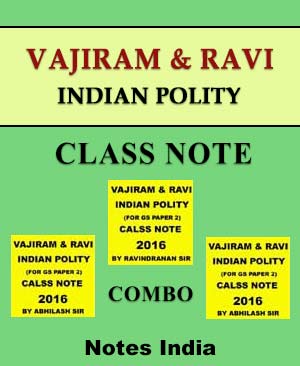 VAJIRAM & RAVI
INDIAN POLITY
CLASS NOTE
VAJIRAM & RAVI
INDIAN POLITY
(FOR GS PAPER 2)
CALSS NOTE
2016
BY RAVINDRAHAN SIR
VAJIRAM & RAVI
INDIAN POLITY
(FOR GS PAPER 2)
CALSS NOTE
2016
BY ABHILASH SIR
COMBO
VAJIRAM & RAVI
INDIAN POLITY
(FOR GS PAPER 2)
CALSS NOTE
2016
BY ABHILASH SIR
Notes India